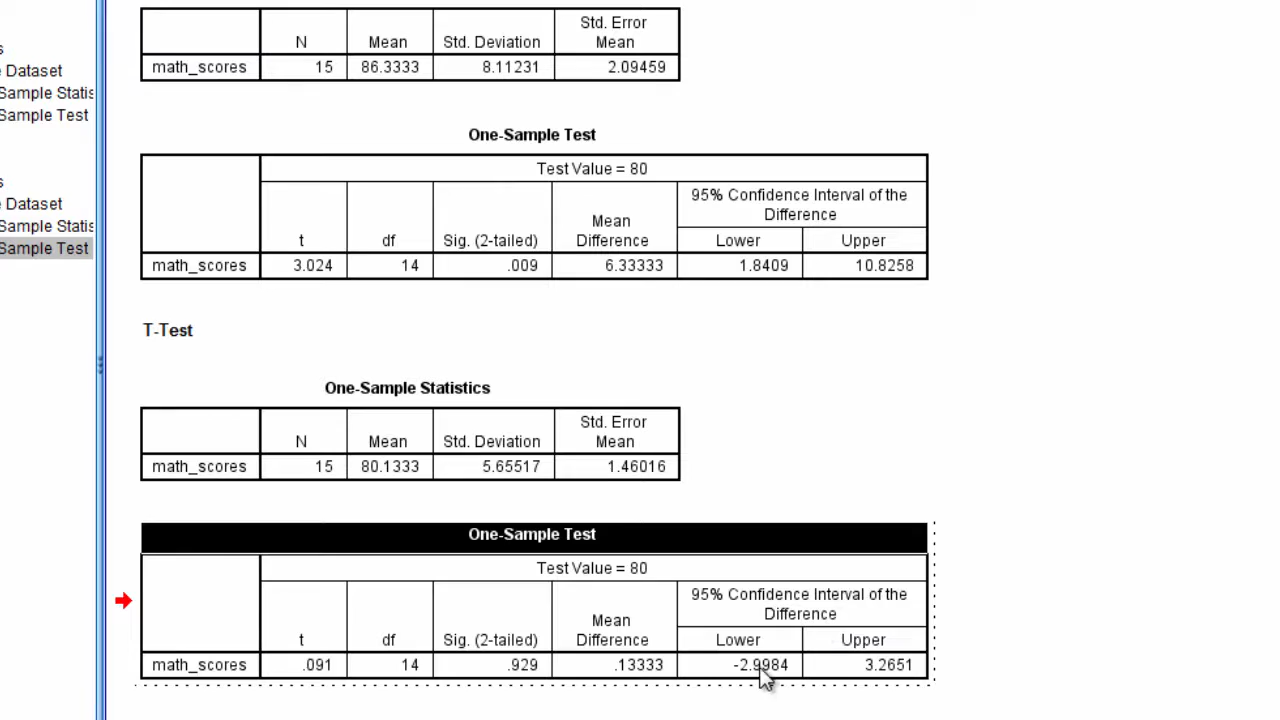 s
Dataset
Sample Statis
Sample Test
s
Dataset
Sample Statis
Sample Test
N Mean Std. Deviation Std. Error Mean
math_scores 15 86.3333 8.11231 2.09459
One-Sample Test
Test Value = 80
95% Confidence Interval of the Difference
t df Sig. (2-tailed) Mean Difference Lower Upper
math_scores 3.024 14 .009 6.33333 1.8409 10.8258
T-Test
One-Sample Statistics
N Mean Std. Deviation Std. Error Mean
math_scores 15 80.1333 5.65517 1.46016
One-Sample Test
Test Value = 80
95% Confidence Interval of the Difference
t df Sig. (2-tailed) Mean Difference Lower Upper
math_scores .091 14 .929 .13333 -2.9984 3.2651